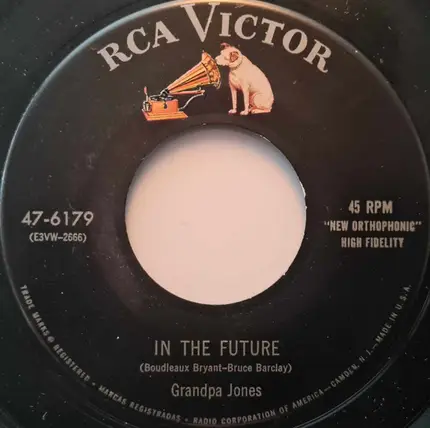 RCA VICTOR
47-6179
(E3VW-2666)
45 RPM
"NEW ORTHOPHONIC"
HIGH FIDELITY
IN THE FUTURE
(Boudleaux Bryant-Bruce Barclay)
Grandpa Jones
TRADE MARKS ® REGISTERED - MARCAS REGISTRADAS - RADIO CORPORATION OF AMERICA-CAMDEN, N.J.-MADE IN U.S.A.